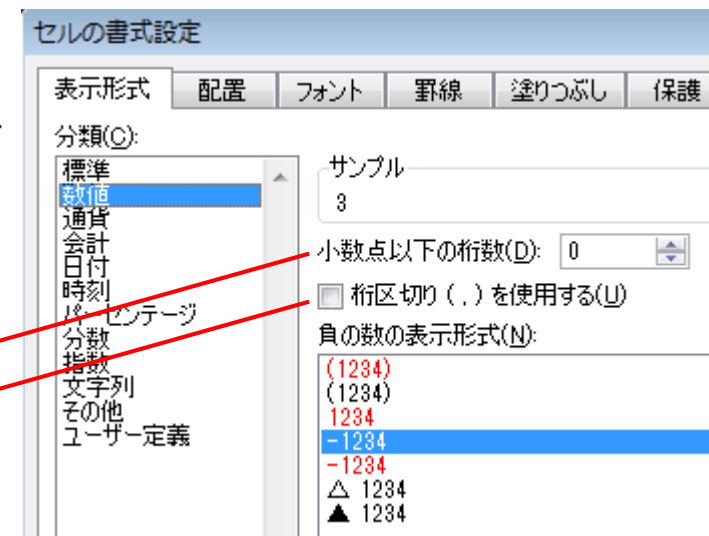 セルの書式設定
表示形式 配置 フォント 罫線 塗りつぶし 保護
分類(C):
標準
数値
通貨
会計
日付
時刻
パーセンテージ
分数
指数
文字列
その他
ユーザー定義
サンプル
3
小数点以下の桁数(D): 0
桁区切り( , )を使用する(U)
負の数の表示形式(N):
(1234)
(1234)
1234
-1234
-1234
△ 1234
▲ 1234